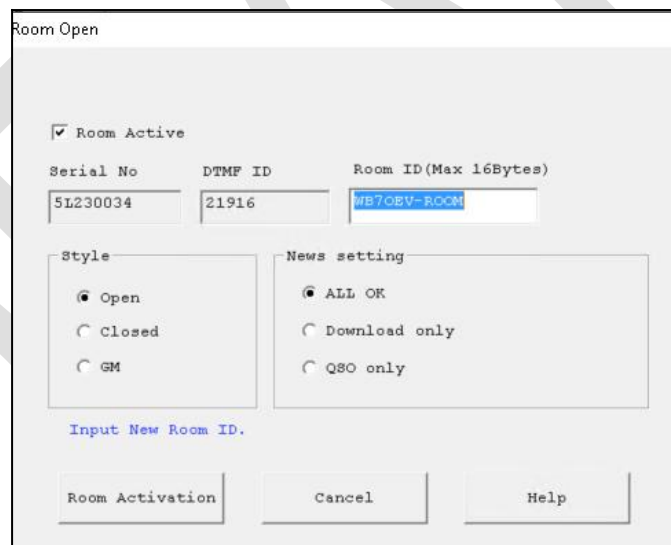 Room Open
Room Active
Serial No DTMF ID Room ID(Max 16Bytes)
5L230034 21916 WB7OEV-ROOM
Style News setting
Open ALL OK
Closed Download only
GM QSO only
Input New Room ID.
Room Activation Cancel Help